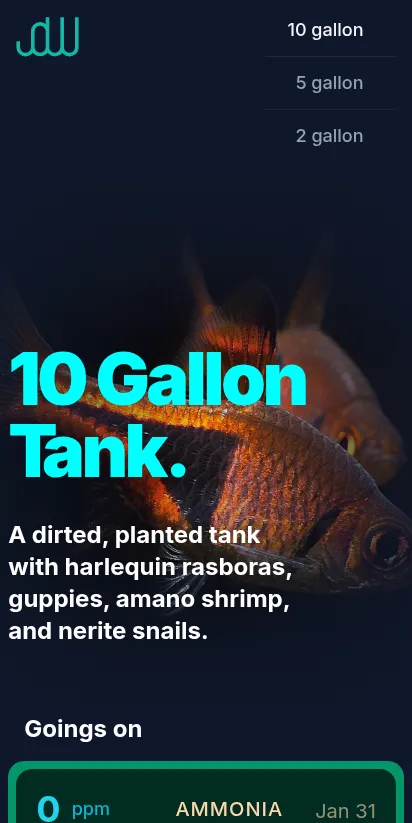 JdW
10 gallon
5 gallon
2 gallon
10 Gallon
Tank.
A dirted, planted tank
with harlequin rasboras,
guppies, amano shrimp,
and nerite snails.
Goings on
0 ppm AMMONIA Jan 31